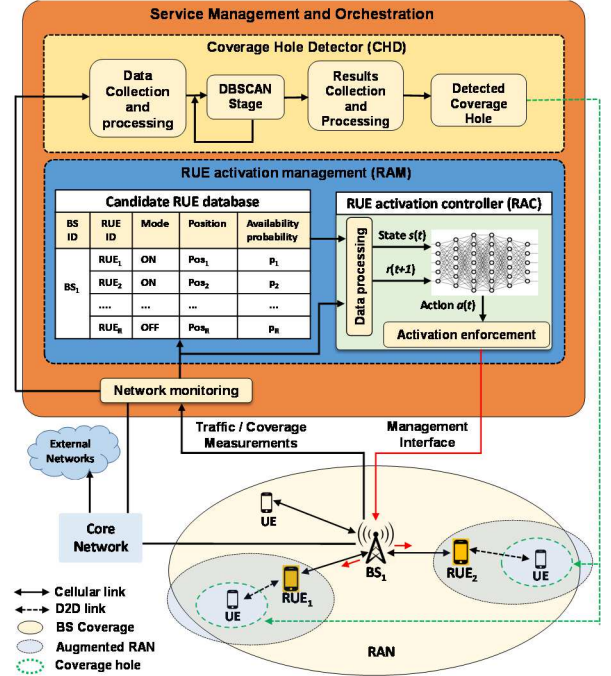 Service Management and Orchestration
Coverage Hole Detector (CHD)
Data
Collection
and
processing
DBSCAN
Stage
Results
Collection
and
Processing
Detected
Coverage
Hole
RUE activation management (RAM)
Candidate RUE database
BS
ID
RUE
ID
Mode
Position
Availability
probability
BS₁
RUE₁ ON Pos₁ p₁
RUE₂ ON Pos₂ p₂
.... ... ... ...
RUE_R OFF Pos_R p_R
RUE activation controller (RAC)
Data processing
State s(t)
r(t+1)
Action a(t)
Activation enforcement
Network monitoring
Traffic / Coverage
Measurements
Management
Interface
External
Networks
Core
Network
UE
BS₁
RUE₂
UE
RUE₁
UE
RAN
Cellular link
D2D link
BS Coverage
Augmented RAN
Coverage hole